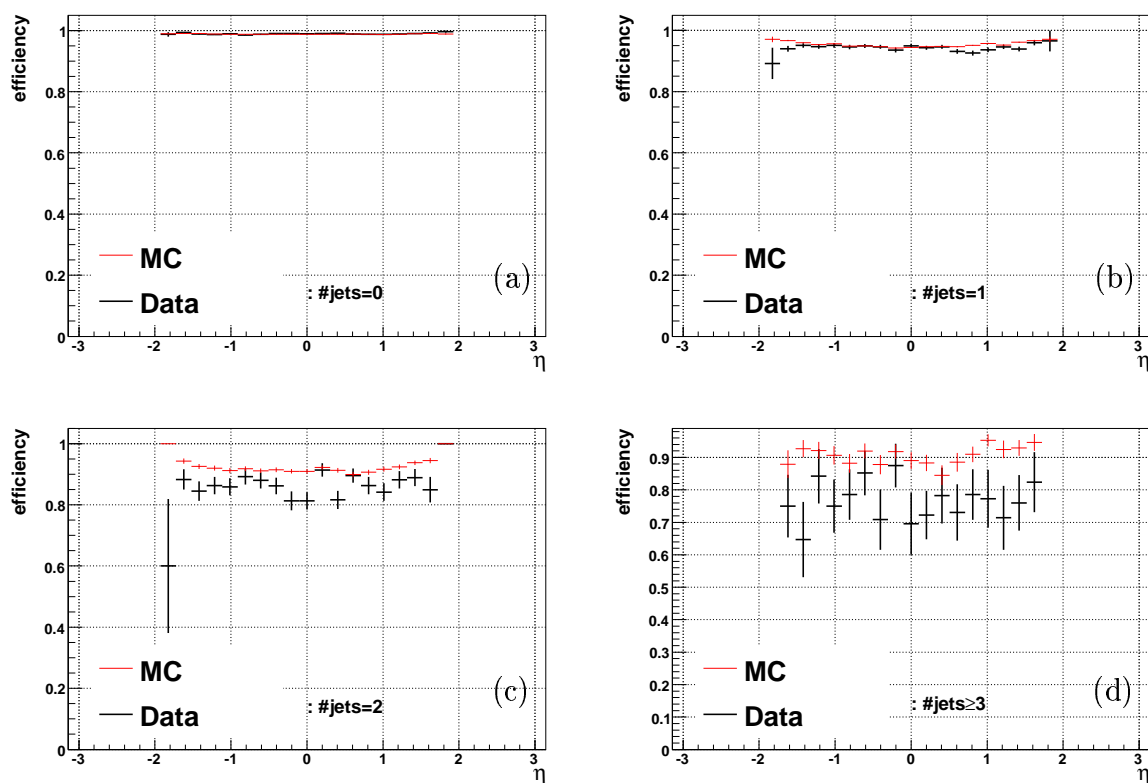 efficiency
1
0.8
0.6
0.4
0.2
0
MC
Data
: #jets=0
(a)
-3 -2 -1 0 1 2 3
η
efficiency
1
0.8
0.6
0.4
0.2
0
MC
Data
: #jets=1
(b)
-3 -2 -1 0 1 2 3
η
efficiency
1
0.8
0.6
0.4
0.2
0
MC
Data
: #jets=2
(c)
-3 -2 -1 0 1 2 3
η
efficiency
0.9
0.8
0.7
0.6
0.5
0.4
0.3
0.2
0.1
0
MC
Data
: #jets≥3
(d)
-3 -2 -1 0 1 2 3
η